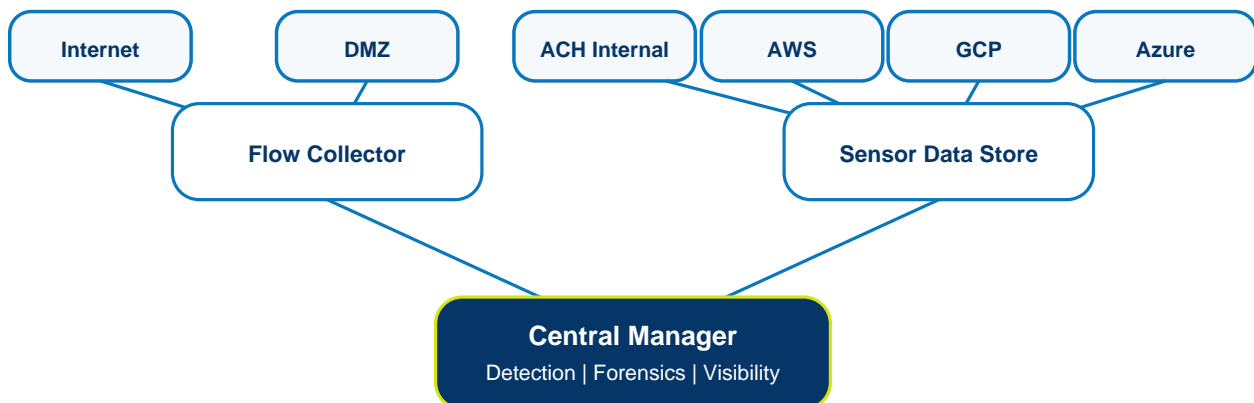 Internet
DMZ
ACH Internal
AWS
GCP
Azure
Flow Collector
Sensor Data Store
Central Manager
Detection | Forensics | Visibility